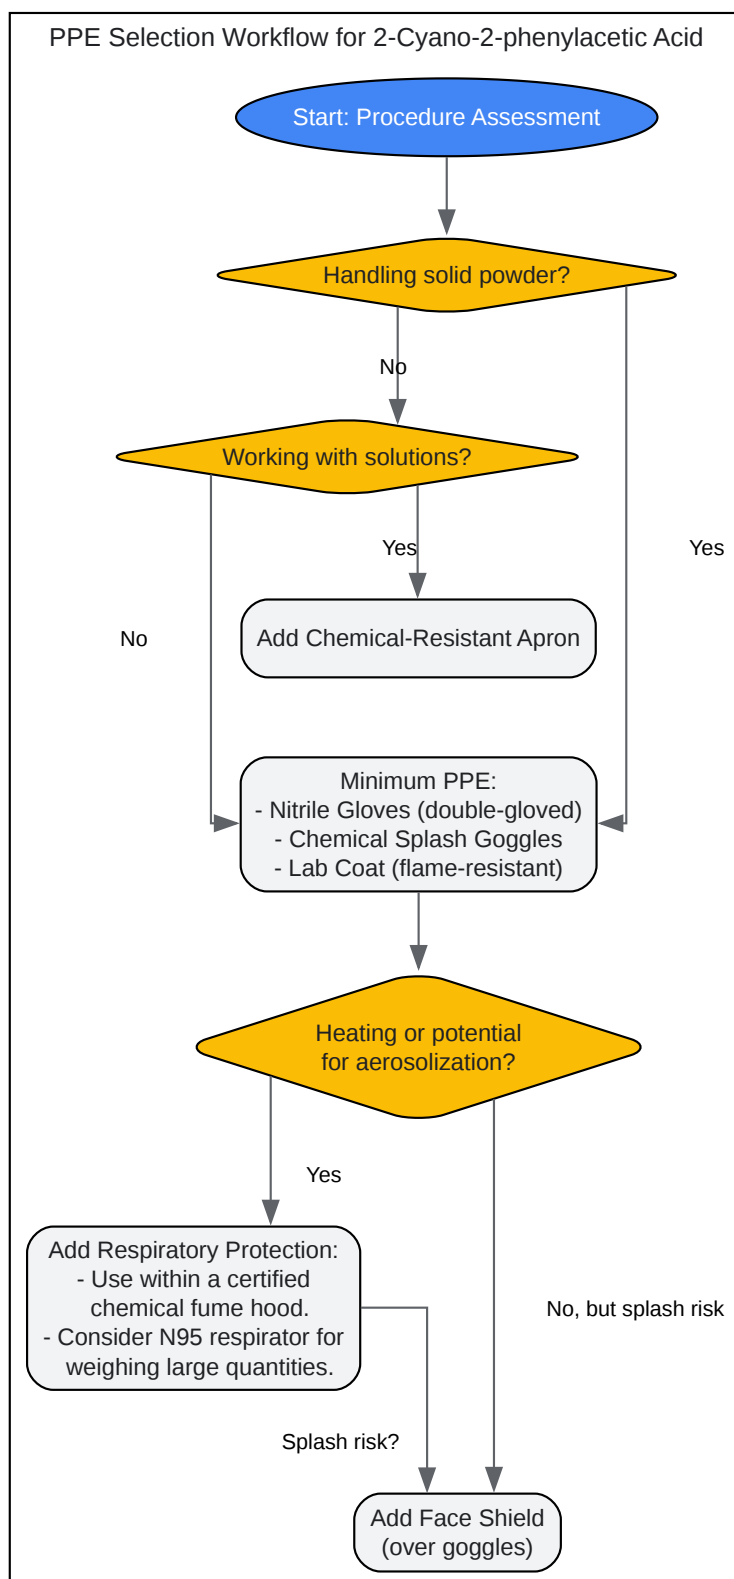 PPE Selection Workflow for 2-Cyano-2-phenylacetic Acid
Start: Procedure Assessment
Handling solid powder?
No
Working with solutions?
Yes
Yes
No
Add Chemical-Resistant Apron
Minimum PPE:
- Nitrile Gloves (double-gloved)
- Chemical Splash Goggles
- Lab Coat (flame-resistant)
Heating or potential
for aerosolization?
Yes
Add Respiratory Protection:
- Use within a certified
chemical fume hood.
- Consider N95 respirator for
weighing large quantities.
No, but splash risk
Splash risk?
Add Face Shield
(over goggles)